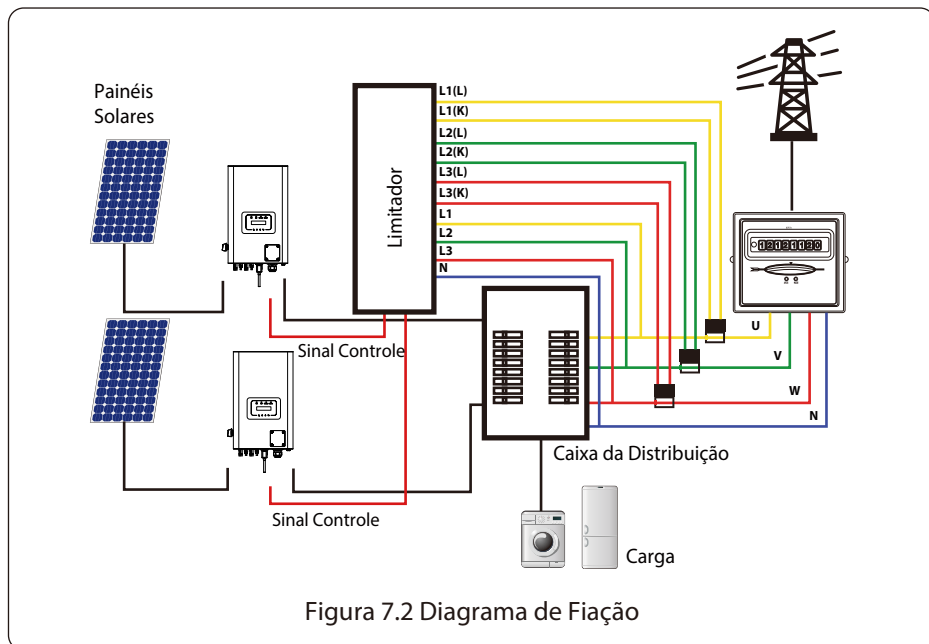 Painéis
Solares
Limitador
L1(L)
L1(K)
L2(L)
L2(K)
L3(L)
L3(K)
L1
L2
L3
N
12121120
U
V
W
N
Sinal Controle
Caixa da Distribuição
Sinal Controle
Carga
Figura 7.2 Diagrama de Fiação